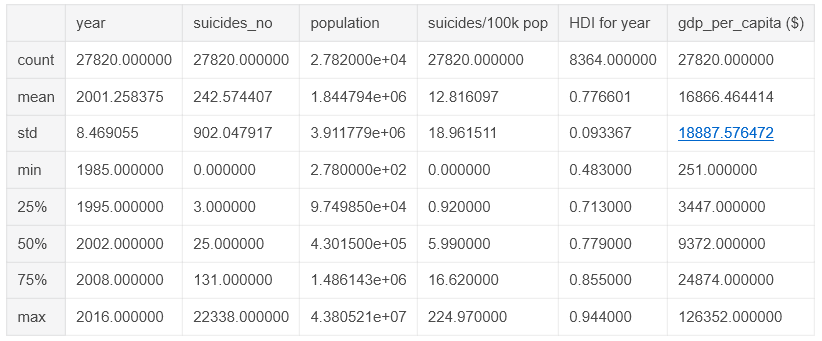 year suicides_no population suicides/100k pop HDI for year gdp_per_capita ($)
count 27820.000000 27820.000000 2.782000e+04 27820.000000 8364.000000 27820.000000
mean 2001.258375 242.574407 1.844794e+06 12.816097 0.776601 16866.464414
std 8.469055 902.047917 3.911779e+06 18.961511 0.093367 18887.576472
min 1985.000000 0.000000 2.780000e+02 0.000000 0.483000 251.000000
25% 1995.000000 3.000000 9.749850e+04 0.920000 0.713000 3447.000000
50% 2002.000000 25.000000 4.301500e+05 5.990000 0.779000 9372.000000
75% 2008.000000 131.000000 1.486143e+06 16.620000 0.855000 24874.000000
max 2016.000000 22338.000000 4.380521e+07 224.970000 0.944000 126352.000000